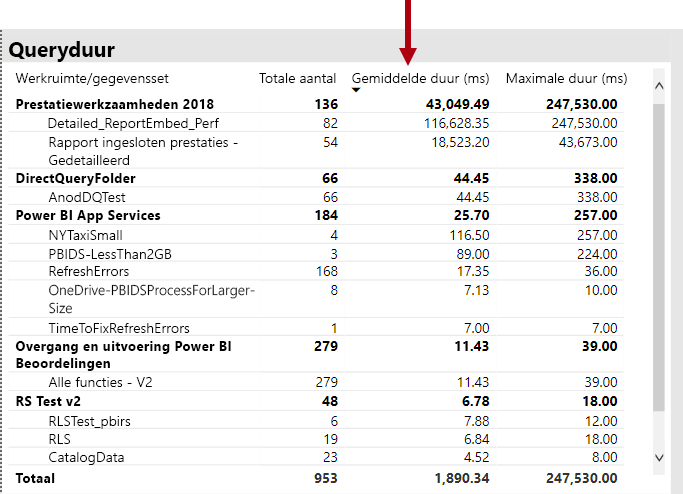 Queryduur
Werkruimte/gegevensset Totale aantal Gemiddelde duur (ms) Maximale duur (ms)
Prestatiewerkzaamheden 2018 136 43,049.49 247,530.00
Detailed_ReportEmbed_Perf 82 116,628.35 247,530.00
Rapport ingesloten prestaties - 54 18,523.20 43,673.00
Gedetailleerd
DirectQueryFolder 66 44.45 338.00
AnodDQTest 66 44.45 338.00
Power BI App Services 184 25.70 257.00
NYTaxiSmall 4 116.50 257.00
PBIDS-LessThan2GB 3 89.00 224.00
RefreshErrors 168 17.35 36.00
OneDrive-PBIDSProcessForLarger- 8 7.13 10.00
Size
TimeToFixRefreshErrors 1 7.00 7.00
Overgang en uitvoering Power BI 279 11.43 39.00
Beoordelingen
Alle functies - V2 279 11.43 39.00
RS Test v2 48 6.78 18.00
RLSTest_pbirs 6 7.88 12.00
RLS 19 6.84 18.00
CatalogData 23 4.52 8.00
Totaal 953 1,890.34 247,530.00